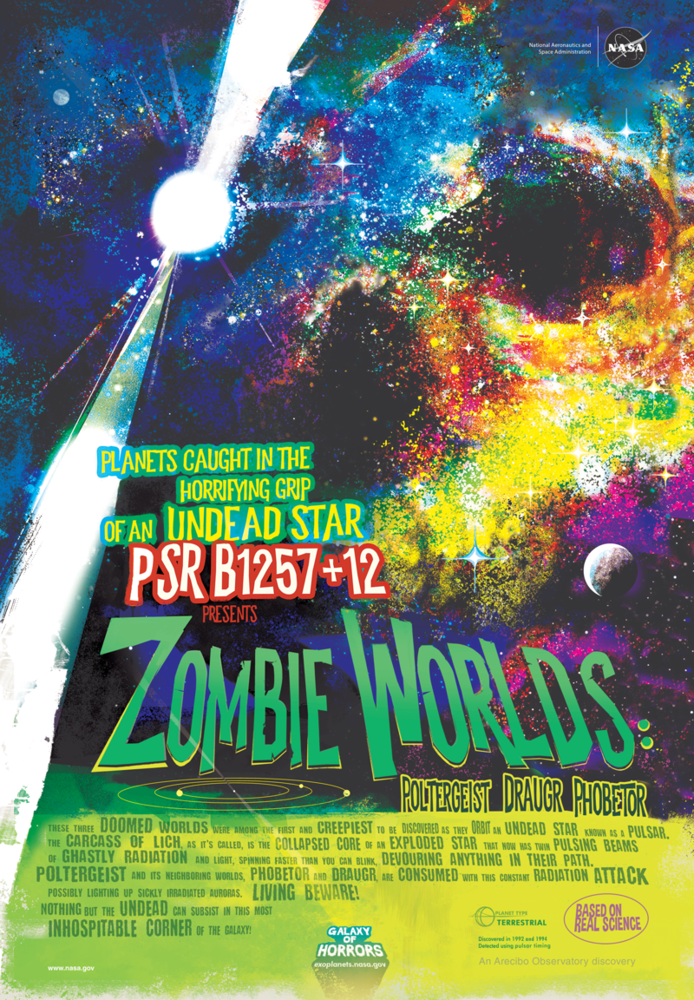 National Aeronautics and
Space Administration
NASA
PLANETS CAUGHT IN THE
HORRIFYING GRIP
OF AN UNDEAD STAR
PSR B1257+12
PRESENTS
ZOMBIE WORLDS:
POLTERGEIST DRAUGR PHOBETOR
THESE THREE DOOMED WORLDS WERE AMONG THE FIRST AND CREEPIEST TO BE DISCOVERED AS THEY ORBIT AN UNDEAD STAR KNOWN AS A PULSAR.
THE CARCASS OF LICH, AS IT'S CALLED, IS THE COLLAPSED CORE OF AN EXPLODED STAR THAT NOW HAS TWIN PULSING BEAMS
OF GHASTLY RADIATION AND LIGHT, SPINNING FASTER THAN YOU CAN BLINK, DEVOURING ANYTHING IN THEIR PATH.
POLTERGEIST AND ITS NEIGHBORING WORLDS, PHOBETOR AND DRAUGR, ARE CONSUMED WITH THIS CONSTANT RADIATION ATTACK
POSSIBLY LIGHTING UP SICKLY IRRADIATED AURORAS. LIVING BEWARE!
NOTHING BUT THE UNDEAD CAN SUBSIST IN THIS MOST
INHOSPITABLE CORNER OF THE GALAXY!
PLANET TYPE
TERRESTRIAL
Discovered in 1992 and 1994
Detected using pulsar timing
BASED ON
REAL SCIENCE
An Arecibo Observatory discovery
GALAXY
OF
HORRORS
exoplanets.nasa.gov
www.nasa.gov